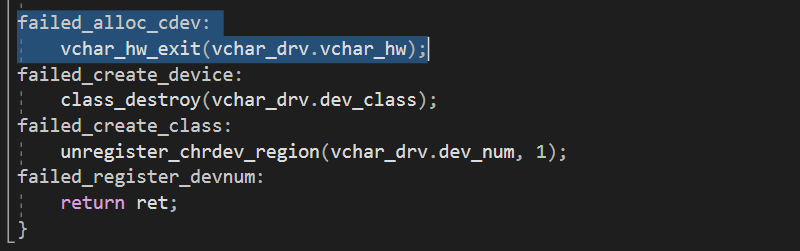 failed_alloc_cdev:
vchar_hw_exit(vchar_drv.vchar_hw);
failed_create_device:
class_destroy(vchar_drv.dev_class);
failed_create_class:
unregister_chrdev_region(vchar_drv.dev_num, 1);
failed_register_devnum:
return ret;
}